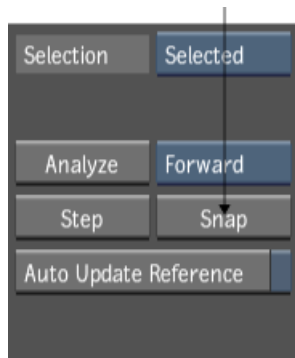 Selection Selected
Analyze Forward
Step Snap
Auto Update Reference